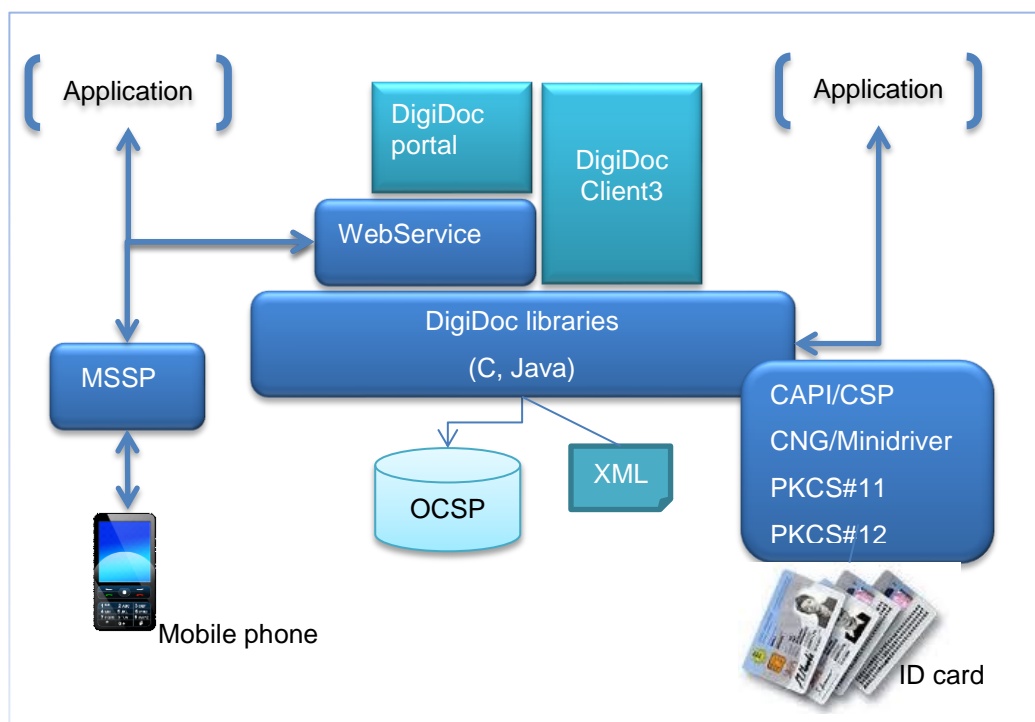 Application
Application
DigiDoc
portal
DigiDoc
Client3
WebService
DigiDoc libraries
(C, Java)
MSSP
CAPI/CSP
CNG/Minidriver
PKCS#11
PKCS#12
OCSP
XML
Mobile phone
ID card